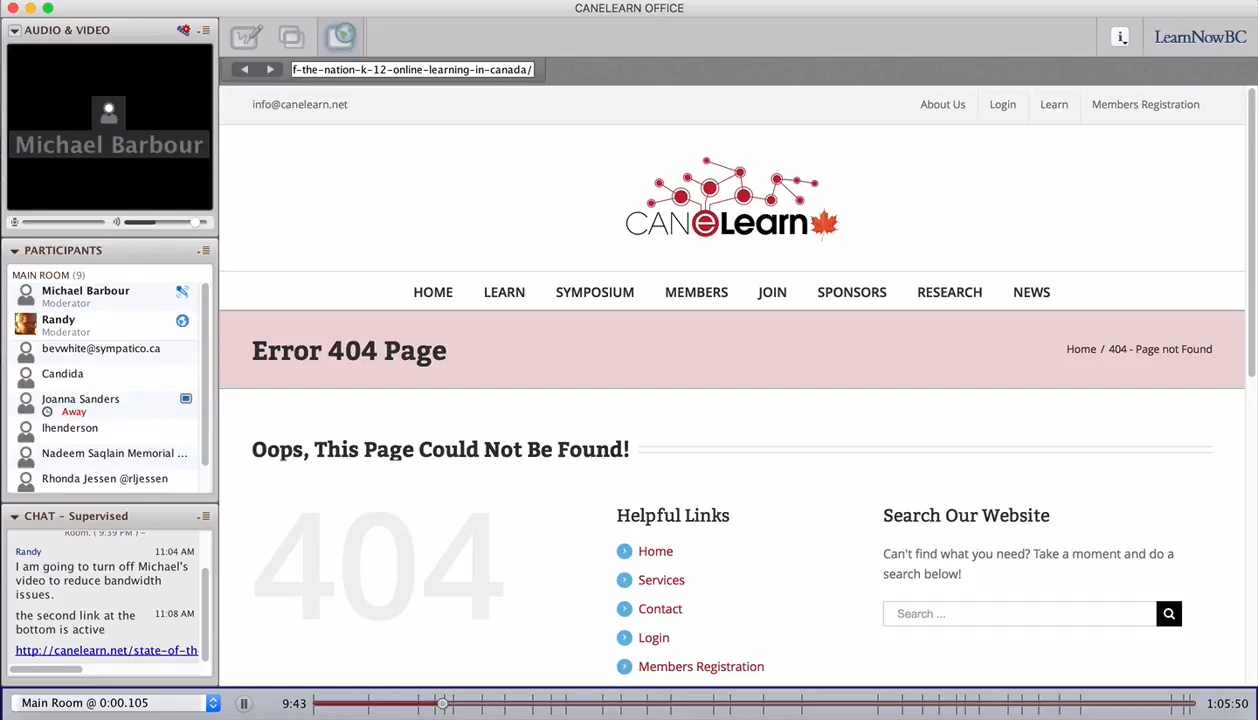 CANELEARN OFFICE
AUDIO & VIDEO
Michael Barbour
PARTICIPANTS
MAIN ROOM (9)
Michael Barbour
Moderator
Randy
Moderator
bevwhite@sympatico.ca
Candida
Joanna Sanders
Away
lhenderson
Nadeem Saqlain Memorial ...
Rhonda Jessen @rljessen
CHAT – Supervised
Room. ( 9:39 PM ) –
Randy 11:04 AM
I am going to turn off Michael's
video to reduce bandwidth
issues.
the second link at the 11:08 AM
bottom is active
http://canelearn.net/state-of-th
Main Room @ 0:00.105
9:43
1:05:50
i
LearnNowBC
f-the-nation-k-12-online-learning-in-canada/
info@canelearn.net
About Us Login Learn Members Registration
CANeLearn
HOME LEARN SYMPOSIUM MEMBERS JOIN SPONSORS RESEARCH NEWS
Error 404 Page
Home / 404 - Page not Found
Oops, This Page Could Not Be Found!
404
Helpful Links
Home
Services
Contact
Login
Members Registration
Search Our Website
Can't find what you need? Take a moment and do a
search below!
Search ...